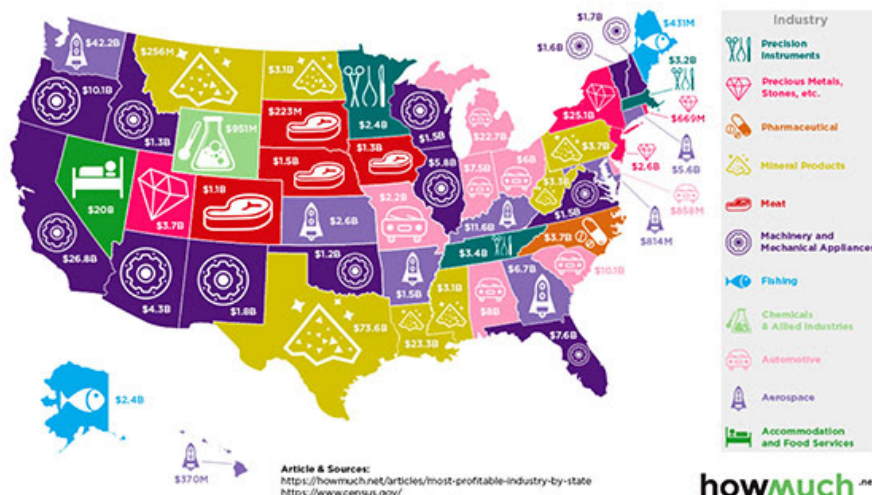 $42.2B
$256M
$3.1B
$1.7B
$1.6B
$431M
$3.2B
$10.1B
$1.3B
$951M
$223M
$2.4B
$1.5B
$22.7B
$25.1B
$669M
$2.6B
$5.6B
$858M
$814M
$20B
$3.7B
$1.1B
$1.5B
$1.3B
$5.8B
$7.5B
$6B
$3.7B
$3.3B
$1.5B
$26.8B
$2.6B
$2.2B
$11.6B
$3.7B
$3.4B
$10.1B
$4.3B
$1.8B
$1.2B
$1.5B
$6.7B
$73.6B
$3.1B
$8B
$23.3B
$7.6B
$2.4B
$370M
Industry
Precision
Instruments
Precious Metals,
Stones, etc.
Pharmaceutical
Mineral Products
Meat
Machinery and
Mechanical Appliances
Fishing
Chemicals
& Allied Industries
Automotive
Aerospace
Accommodation
and Food Services
Article & Sources:
https://howmuch.net/articles/most-profitable-industry-by-state
https://www.census.gov/
howmuch .net